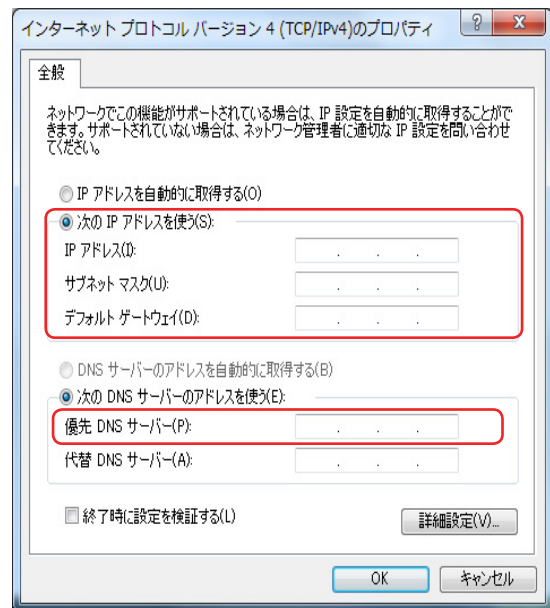 インターネット プロトコル バージョン 4 (TCP/IPv4)のプロパティ
全般
ネットワークでこの機能がサポートされている場合は、IP 設定を自動的に取得することがで
きます。サポートされていない場合は、ネットワーク管理者に適切な IP 設定を問い合わせ
てください。
IP アドレスを自動的に取得する(O)
次の IP アドレスを使う(S):
IP アドレス(I):
サブネット マスク(U):
デフォルト ゲートウェイ(D):
DNS サーバーのアドレスを自動的に取得する(B)
次の DNS サーバーのアドレスを使う(E):
優先 DNS サーバー(P):
代替 DNS サーバー(A):
終了時に設定を検証する(L)
詳細設定(V)...
OK
キャンセル